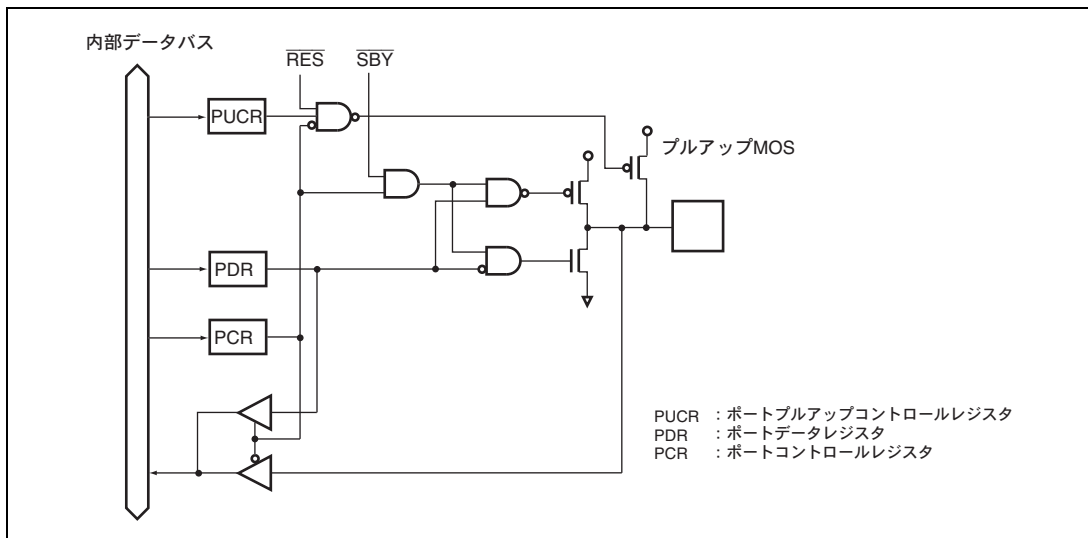 内部データバス
RES
SBY
PUCR
プルアップMOS
PDR
PCR
PUCR :ポートプルアップコントロールレジスタ
PDR :ポートデータレジスタ
PCR :ポートコントロールレジスタ